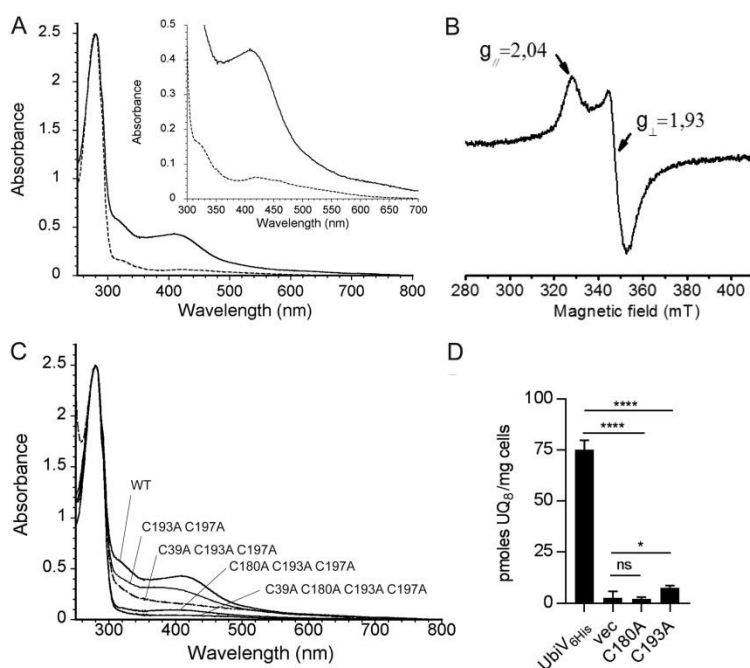 A
Absorbance
2.5
2
1.5
1
0.5
0
300 400 500 600 700 800
Wavelength (nm)
Absorbance
0.5
0.4
0.3
0.2
0.1
0
300 350 400 450 500 550 600 650 700
Wavelength (nm)
B
g∥=2,04
g⊥=1,93
280 300 320 340 360 380 400
Magnetic field (mT)
C
Absorbance
2.5
2
1.5
1
0.5
0
WT
C193A C197A
C39A C193A C197A
C180A C193A C197A
C39A C180A C193A C197A
300 400 500 600 700 800
Wavelength (nm)
D
pmoles UQ8/mg cells
100
75
50
25
0
****
****
*
ns
UbiV6His
vec
C180A
C193A